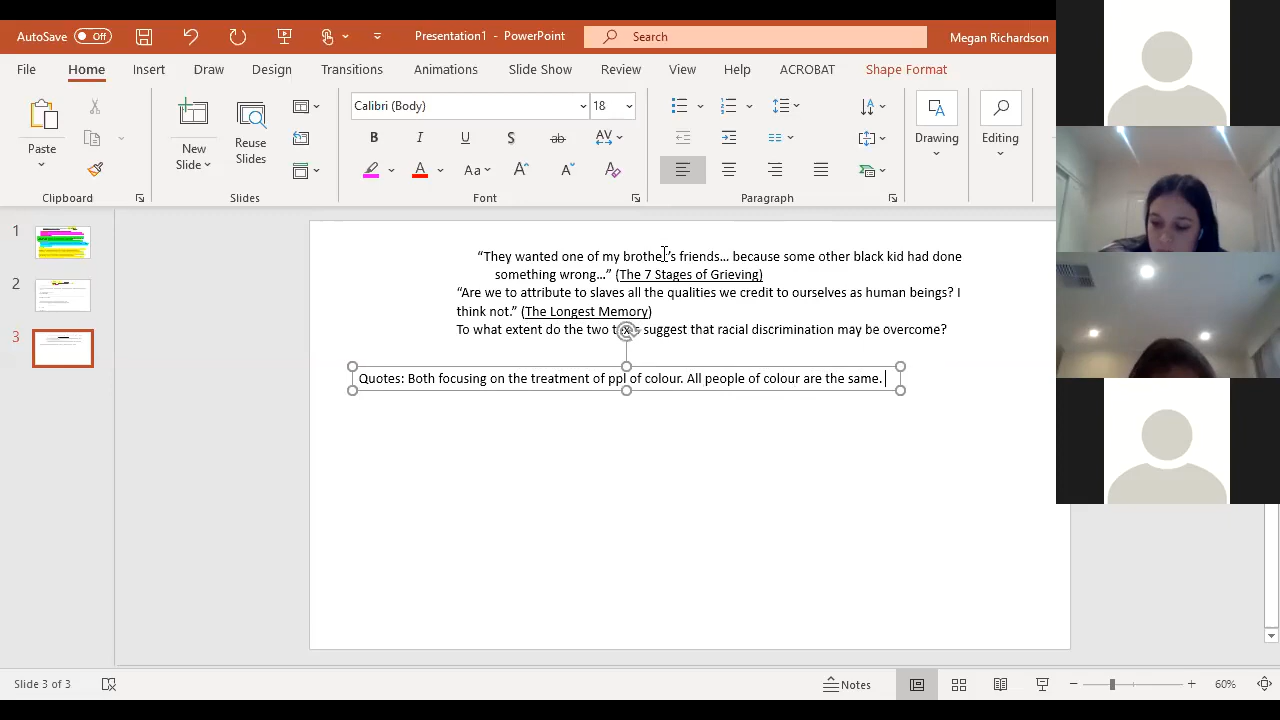 AutoSave Off Presentation1 - PowerPoint Search Megan Richardson
File Home Insert Draw Design Transitions Animations Slide Show Review View Help ACROBAT Shape Format
Calibri (Body) 18
Paste New Slide Reuse Slides Drawing Editing
B I U S ab AV
A Aa A A
Clipboard Slides Font Paragraph
1
2
3
“They wanted one of my brother’s friends… because some other black kid had done
something wrong…” (The 7 Stages of Grieving)
“Are we to attribute to slaves all the qualities we credit to ourselves as human beings? I
think not.” (The Longest Memory)
To what extent do the two suggest that racial discrimination may be overcome?
Quotes: Both focusing on the treatment of ppl of colour. All people of colour are the same.
Slide 3 of 3 Notes 60%